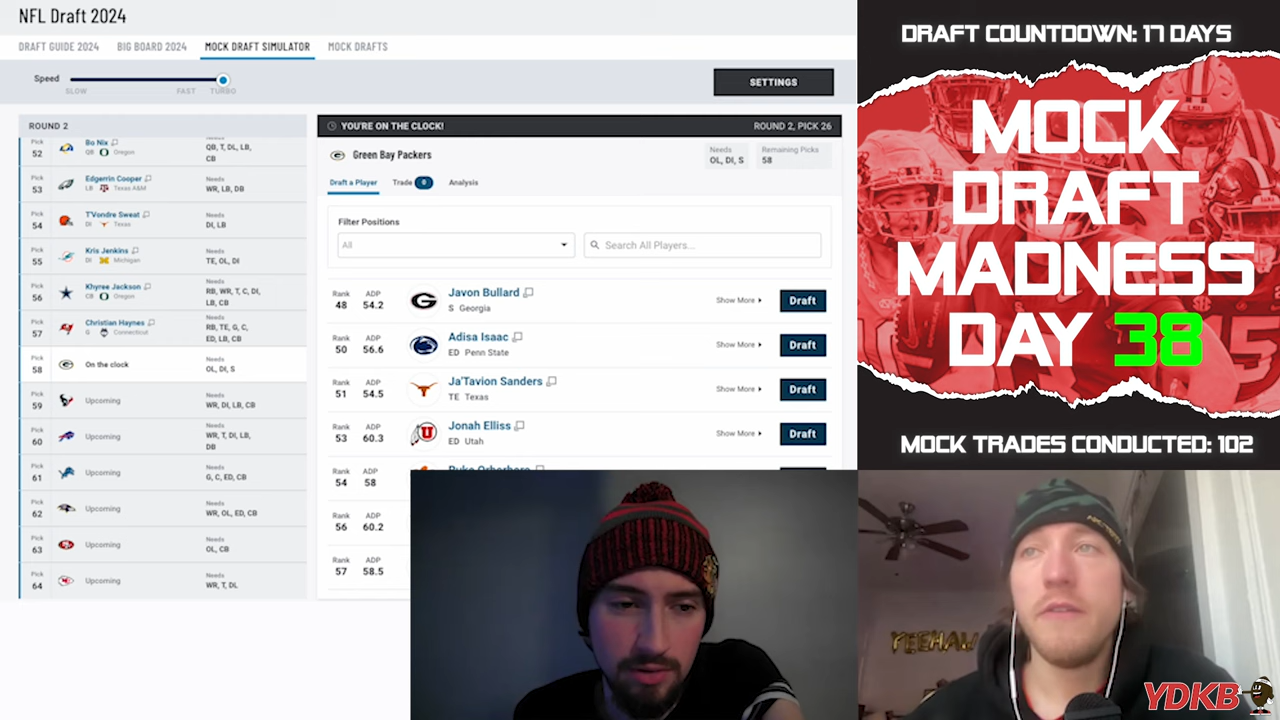 NFL Draft 2024
DRAFT GUIDE 2024 BIG BOARD 2024 MOCK DRAFT SIMULATOR MOCK DRAFTS
Speed
SLOW FAST TURBO
SETTINGS
ROUND 2
Pick 52 Bo Nix Needs
QB Oregon QB, T, DL, LB, CB
Pick 53 Edgerrin Cooper Needs
LB Texas A&M WR, LB, DB
Pick 54 T'Vondre Sweat Needs
DI Texas DI, LB
Pick 55 Kris Jenkins Needs
DI Michigan TE, OL, DI
Pick 56 Khyree Jackson Needs
CB Oregon RB, WR, T, C, DI, LB, CB
Pick 57 Christian Haynes Needs
G Connecticut RB, TE, G, C, ED, LB, CB
Pick 58 On the clock Needs
OL, DI, S
Pick 59 Upcoming Needs
WR, DI, LB, CB
Pick 60 Upcoming Needs
WR, T, DI, LB, DB
Pick 61 Upcoming Needs
G, C, ED, CB
Pick 62 Upcoming Needs
WR, OL, ED, CB
Pick 63 Upcoming Needs
OL, CB
Pick 64 Upcoming Needs
WR, T, DL
YOU'RE ON THE CLOCK! ROUND 2, PICK 26
Green Bay Packers
Needs
OL, DI, S
Remaining Picks
58
Draft a Player Trade Analysis
Filter Positions
All
Search All Players...
Rank 48 ADP 54.2 Javon Bullard
S Georgia Show More Draft
Rank 50 ADP 56.6 Adisa Isaac
ED Penn State Show More Draft
Rank 51 ADP 54.5 Ja'Tavion Sanders
TE Texas Show More Draft
Rank 53 ADP 60.3 Jonah Elliss
ED Utah Show More Draft
Rank 54 ADP 58
Rank 56 ADP 60.2
Rank 57 ADP 58.5
DRAFT COUNTDOWN: 17 DAYS
MOCK
DRAFT
MADNESS
DAY 38
MOCK TRADES CONDUCTED: 102
YEEHAW
YDKB